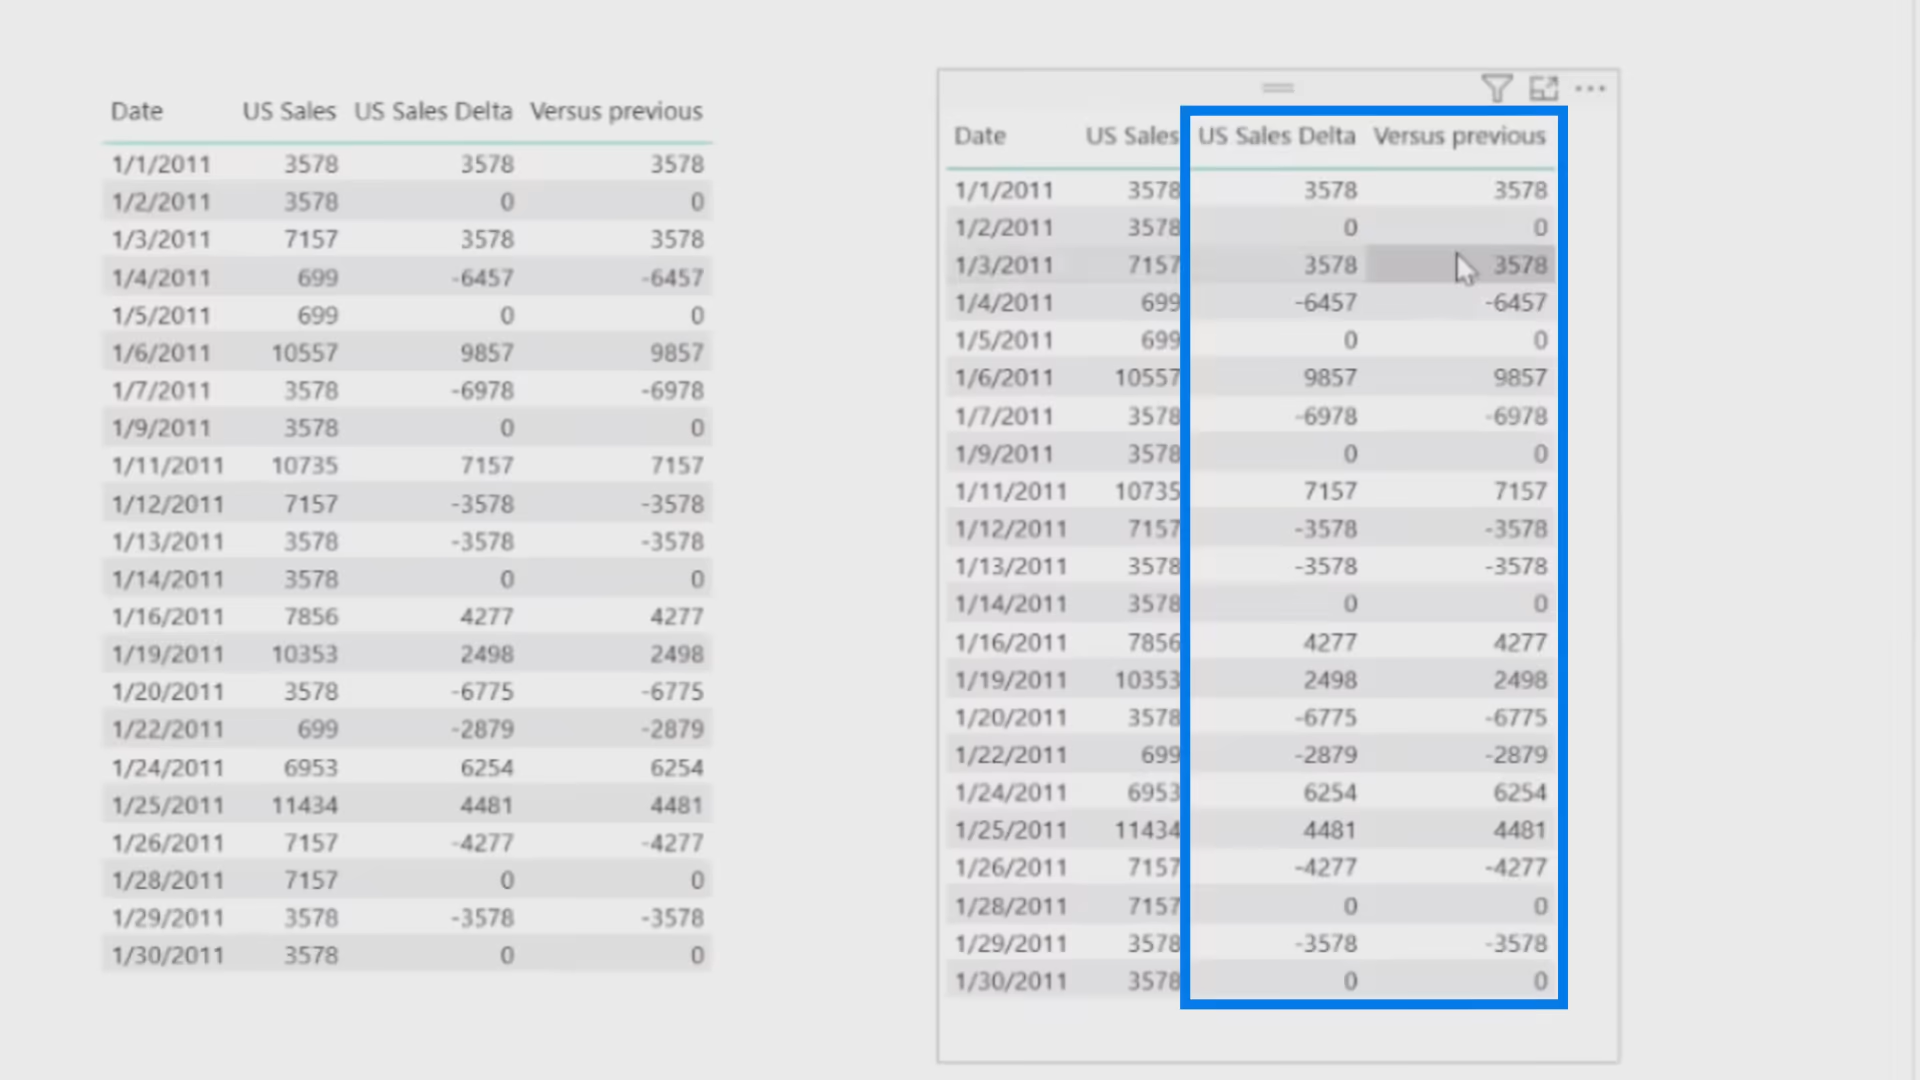 Date US Sales US Sales Delta Versus previous
1/1/2011 3578 3578 3578
1/2/2011 3578 0 0
1/3/2011 7157 3578 3578
1/4/2011 699 -6457 -6457
1/5/2011 699 0 0
1/6/2011 10557 9857 9857
1/7/2011 3578 -6978 -6978
1/9/2011 3578 0 0
1/11/2011 10735 7157 7157
1/12/2011 7157 -3578 -3578
1/13/2011 3578 -3578 -3578
1/14/2011 3578 0 0
1/16/2011 7856 4277 4277
1/19/2011 10353 2498 2498
1/20/2011 3578 -6775 -6775
1/22/2011 699 -2879 -2879
1/24/2011 6953 6254 6254
1/25/2011 11434 4481 4481
1/26/2011 7157 -4277 -4277
1/28/2011 7157 0 0
1/29/2011 3578 -3578 -3578
1/30/2011 3578 0 0
Date US Sales US Sales Delta Versus previous
1/1/2011 3578 3578 3578
1/2/2011 3578 0 0
1/3/2011 7157 3578 3578
1/4/2011 699 -6457 -6457
1/5/2011 699 0 0
1/6/2011 10557 9857 9857
1/7/2011 3578 -6978 -6978
1/9/2011 3578 0 0
1/11/2011 10735 7157 7157
1/12/2011 7157 -3578 -3578
1/13/2011 3578 -3578 -3578
1/14/2011 3578 0 0
1/16/2011 7856 4277 4277
1/19/2011 10353 2498 2498
1/20/2011 3578 -6775 -6775
1/22/2011 699 -2879 -2879
1/24/2011 6953 6254 6254
1/25/2011 11434 4481 4481
1/26/2011 7157 -4277 -4277
1/28/2011 7157 0 0
1/29/2011 3578 -3578 -3578
1/30/2011 3578 0 0